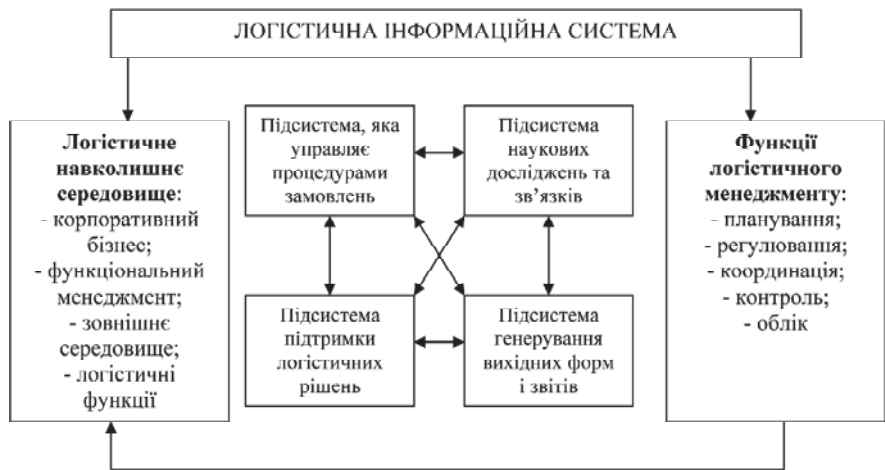 ЛОГІСТИЧНА ІНФОРМАЦІЙНА СИСТЕМА
Логістичне
навколишнє
середовище:
- корпоративний
бізнес;
- функціональний
менеджмент;
- зовнішнє
середовище;
- логістичні
функції
Підсистема, яка
управляє
процедурами
замовлень
Підсистема
наукових
досліджень та
зв’язків
Підсистема
підтримки
логістичних
рішень
Підсистема
генерування
вихідних форм
і звітів
Функції
логістичного
менеджменту:
- планування;
- регулювання;
- координація;
- контроль;
- облік